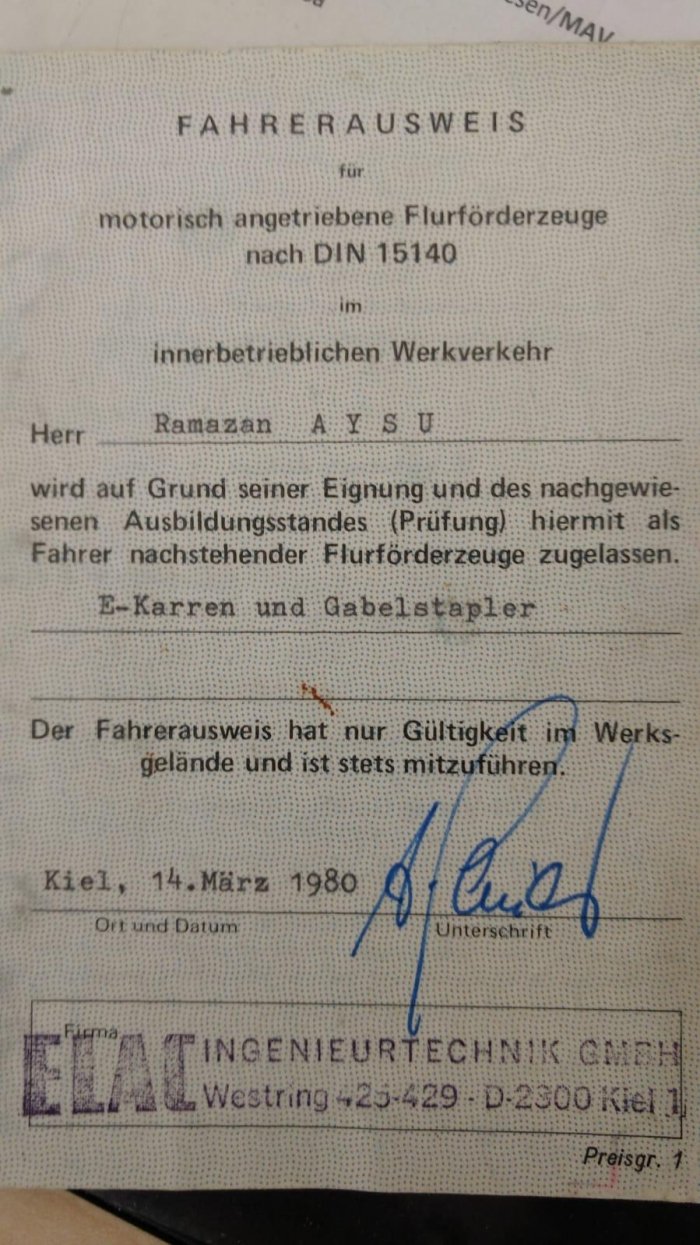 esen/MAV
FAHRERAUSWEIS
für
motorisch angetriebene Flurförderzeuge
nach DIN 15140
im
innerbetrieblichen Werkverkehr
Herr Ramazan AYSU
wird auf Grund seiner Eignung und des nachgewie-
senen Ausbildungsstandes (Prüfung) hiermit als
Fahrer nachstehender Flurförderzeuge zugelassen.
E-Karren und Gabelstapler
Der Fahrerausweis hat nur Gültigkeit im Werks-
gelände und ist stets mitzuführen.
Kiel, 14.März 1980
Ort und Datum Unterschrift
Firma
ELAC INGENIEURTECHNIK GMBH
Westring 425-429 - D-2300 Kiel 1
Preisgr. 1